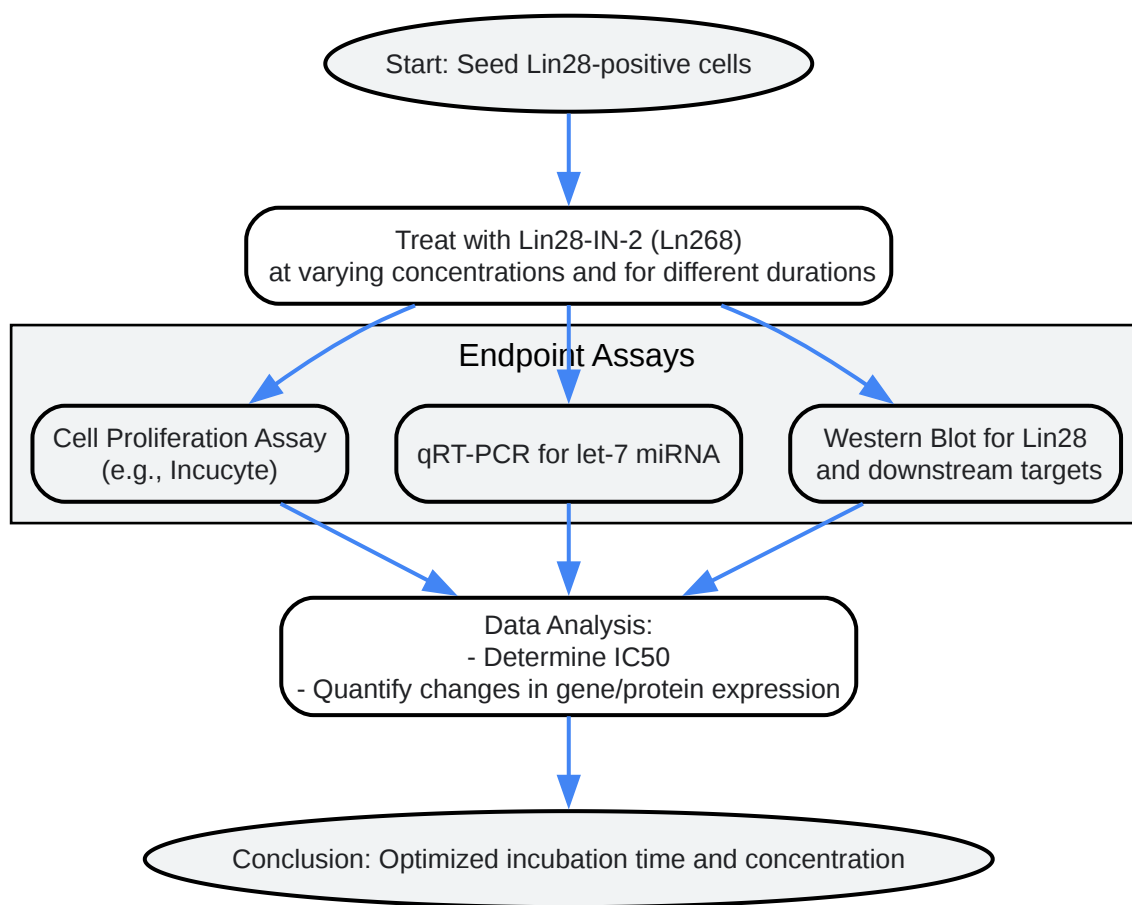 Start: Seed Lin28-positive cells
Treat with Lin28-IN-2 (Ln268)
at varying concentrations and for different durations
Endpoint Assays
Cell Proliferation Assay
(e.g., Incucyte)
qRT-PCR for let-7 miRNA
Western Blot for Lin28
and downstream targets
Data Analysis:
- Determine IC50
- Quantify changes in gene/protein expression
Conclusion: Optimized incubation time and concentration